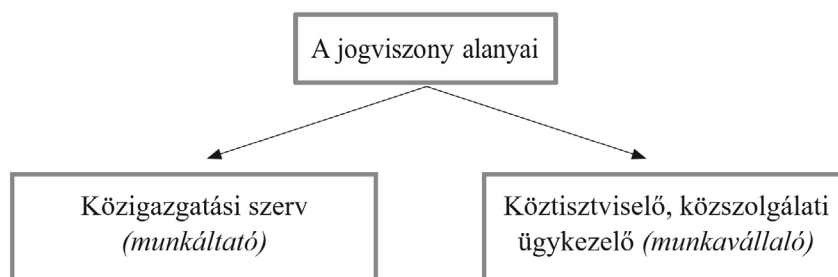 A jogviszony alanyai
Közigazgatási szerv
(munkáltató)
Köztisztviselő, közszolgálati
ügykezelő (munkavállaló)